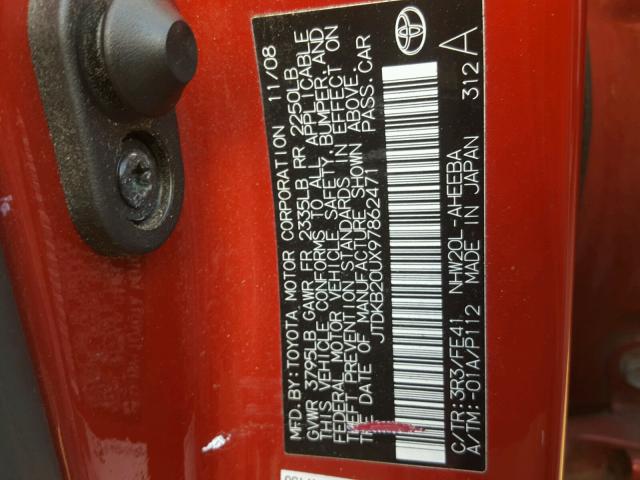 MFD. BY: TOYOTA MOTOR CORPORATION 11/08
GVWR 3795LB GAWR FR 2335LB RR 2250LB
THIS VEHICLE CONFORMS TO ALL APPLICABLE
FEDERAL MOTOR VEHICLE SAFETY, BUMPER, AND
THEFT PREVENTION STANDARDS IN EFFECT ON
THE DATE OF MANUFACTURE SHOWN ABOVE.
JTDKB20UX97862471 PASS. CAR
C/TR: 3R3/FE41 NHW20L-AHEEBA
A/TM: -01A/P112 MADE IN JAPAN 312 A